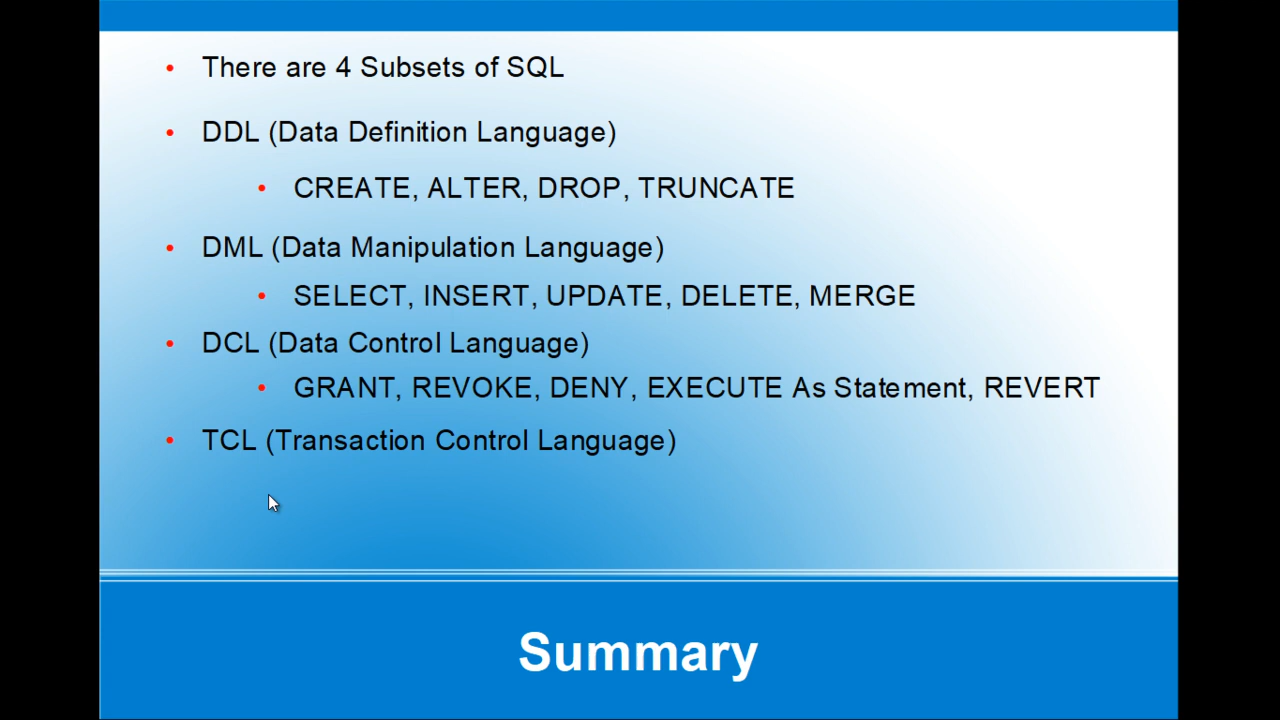 There are 4 Subsets of SQL
DDL (Data Definition Language)
CREATE, ALTER, DROP, TRUNCATE
DML (Data Manipulation Language)
SELECT, INSERT, UPDATE, DELETE, MERGE
DCL (Data Control Language)
GRANT, REVOKE, DENY, EXECUTE As Statement, REVERT
TCL (Transaction Control Language)
Summary